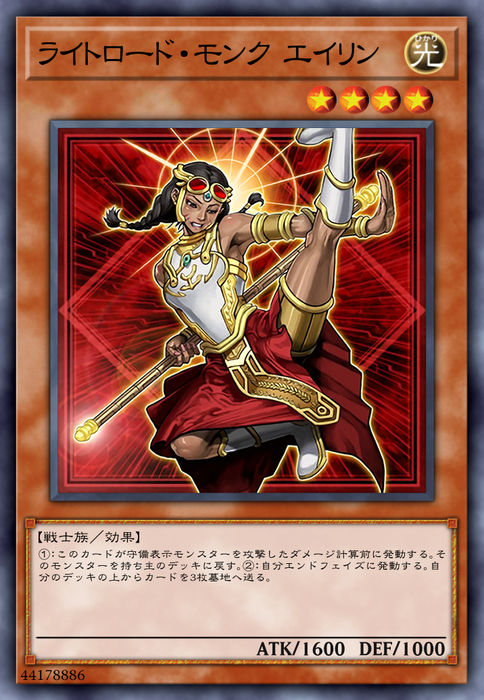 ライトロード・モンク エイリン
ひかり
光
【戦士族／効果】
①:このカードが守備表示モンスターを攻撃したダメージ計算前に発動する。そ
のモンスターを持ち主のデッキに戻す。②:自分エンドフェイズに発動する。自
分のデッキの上からカードを3枚墓地へ送る。
ATK/1600 DEF/1000
44178886